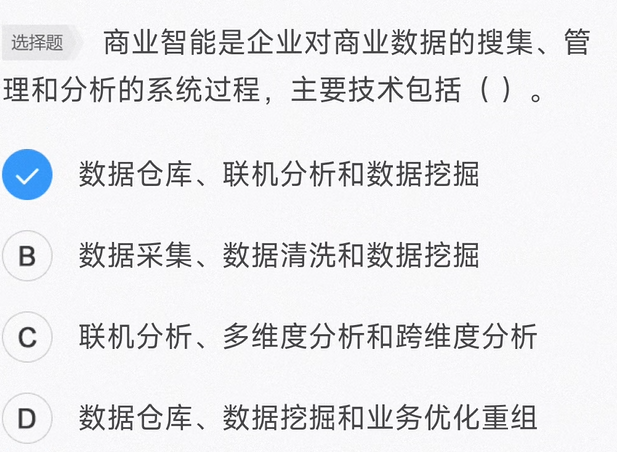 选择题 商业智能是企业对商业数据的搜集、管
理和分析的系统过程，主要技术包括（ ）。
数据仓库、联机分析和数据挖掘
B 数据采集、数据清洗和数据挖掘
C 联机分析、多维度分析和跨维度分析
D 数据仓库、数据挖掘和业务优化重组